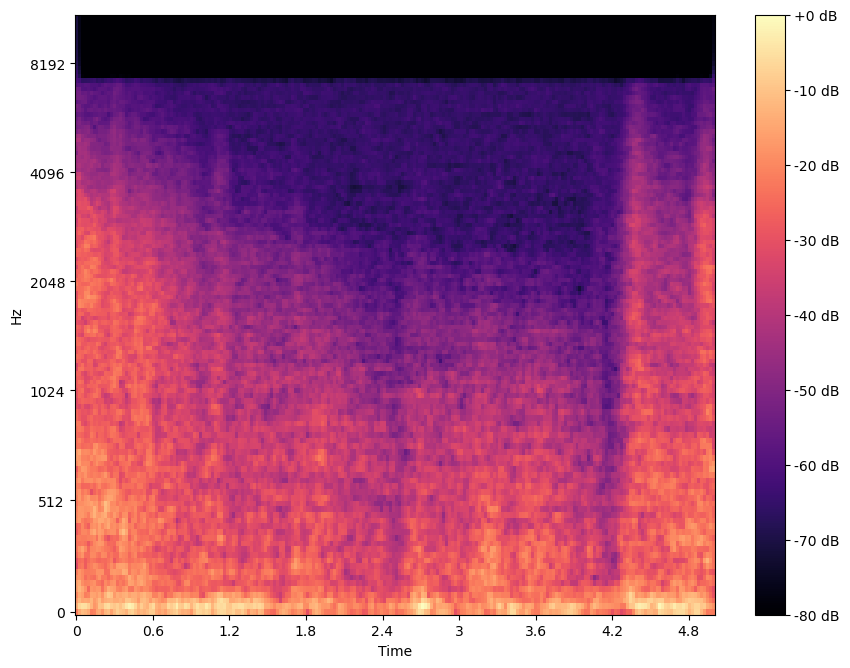 +0 dB
8192
-10 dB
4096
-20 dB
-30 dB
2048
Hz
-40 dB
1024
-50 dB
-60 dB
512
-70 dB
0
-80 dB
0 0.6 1.2 1.8 2.4 3 3.6 4.2 4.8
Time